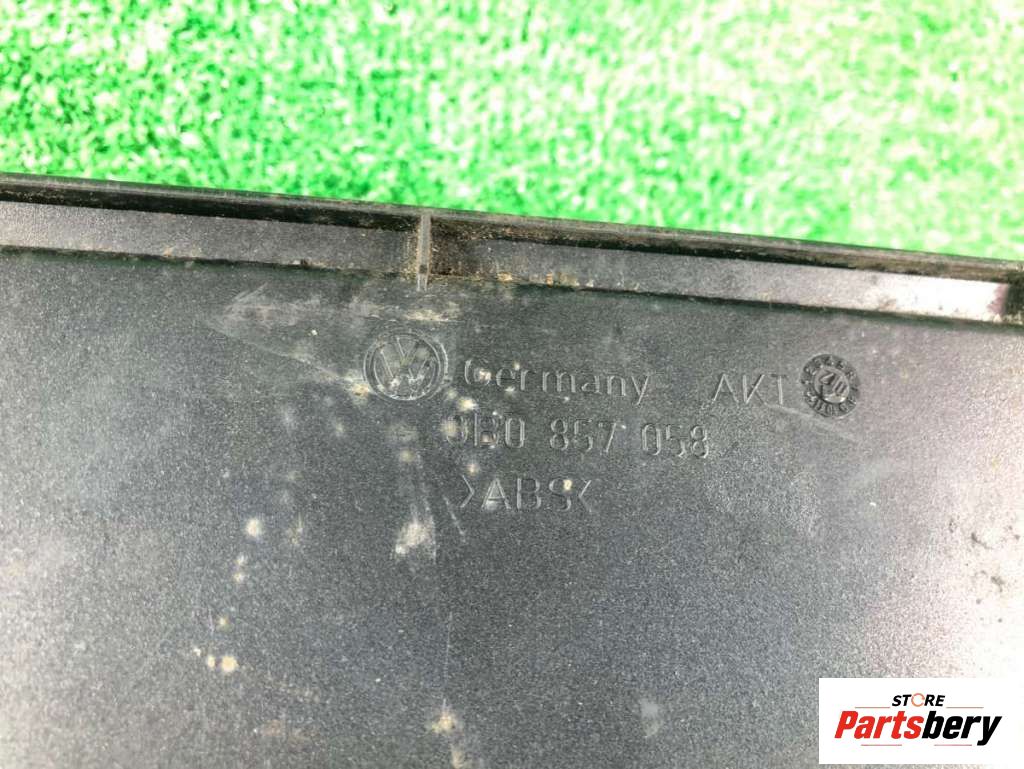 Germany AKT
857 058
>ABS<
STORE
Partsbery